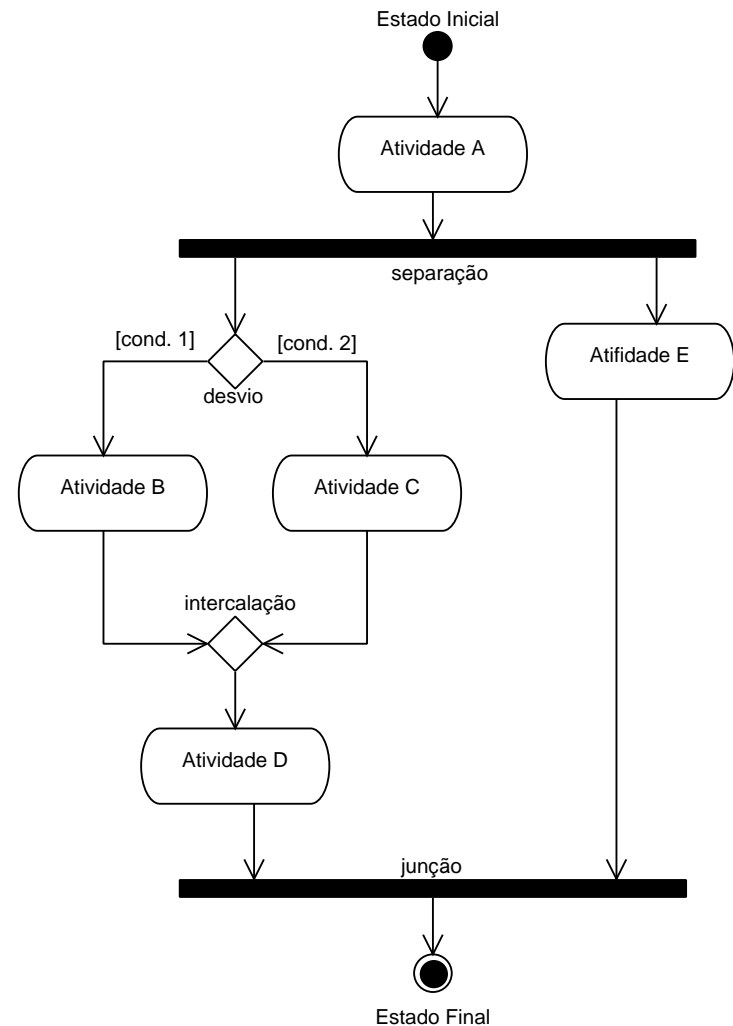 Estado Inicial
Atividade A
separação
[cond. 1]
[cond. 2]
Atifidade E
desvio
Atividade B
Atividade C
intercalação
Atividade D
junção
Estado Final